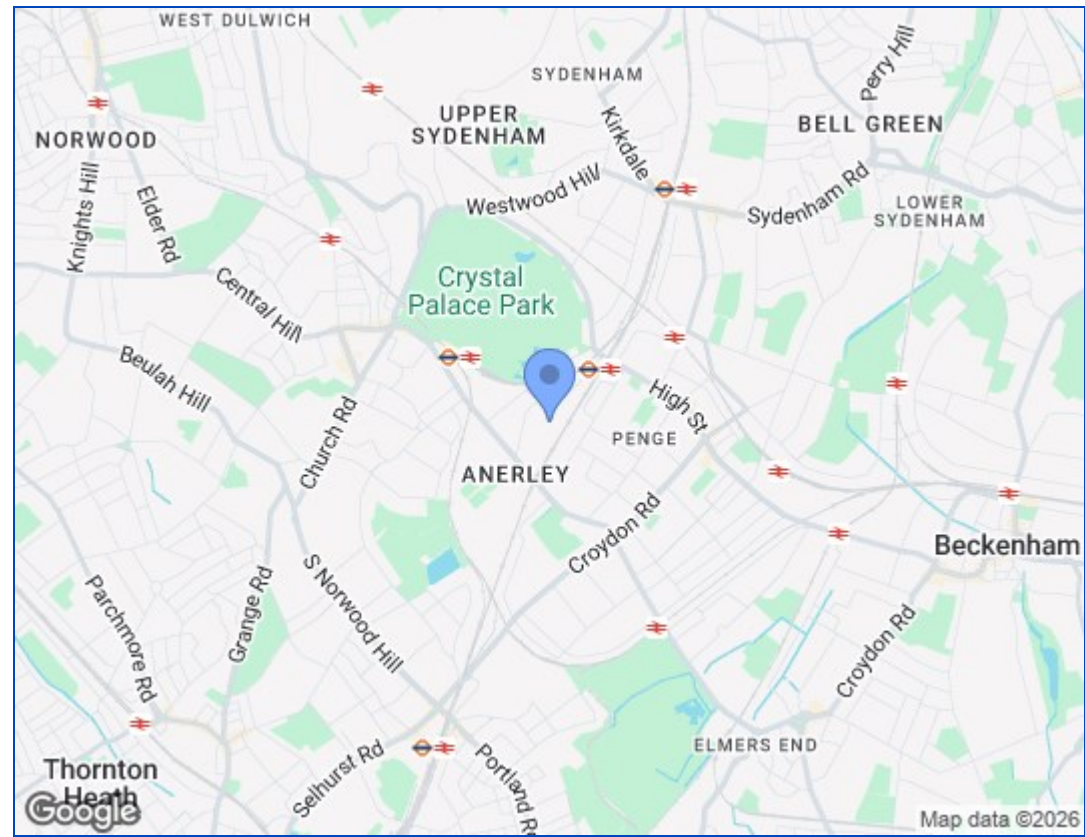 WEST DULWICH
SYDENHAM
Perry Hill
UPPER
SYDENHAM
Kirkdale
BELL GREEN
NORWOOD
Knights Hill
Elder Rd
Westwood Hill
Sydenham Rd
LOWER
SYDENHAM
Central Hill
Crystal
Palace Park
Beulah Hill
Church Rd
High St
PENGE
ANERLEY
Croydon Rd
Beckenham
S Norwood Hill
Grange Rd
Parchmore Rd
Croydon Rd
ELMERS END
Selhurst Rd
Portland Rd
Thornton
Heath
Google
Map data ©2026